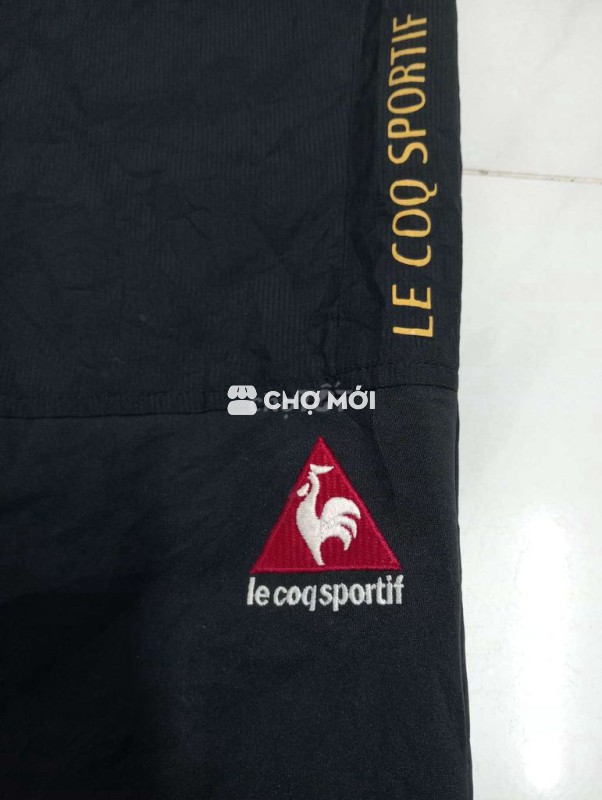 LE COQ SPORTIF
CHỢ MỚI
le coq sportif